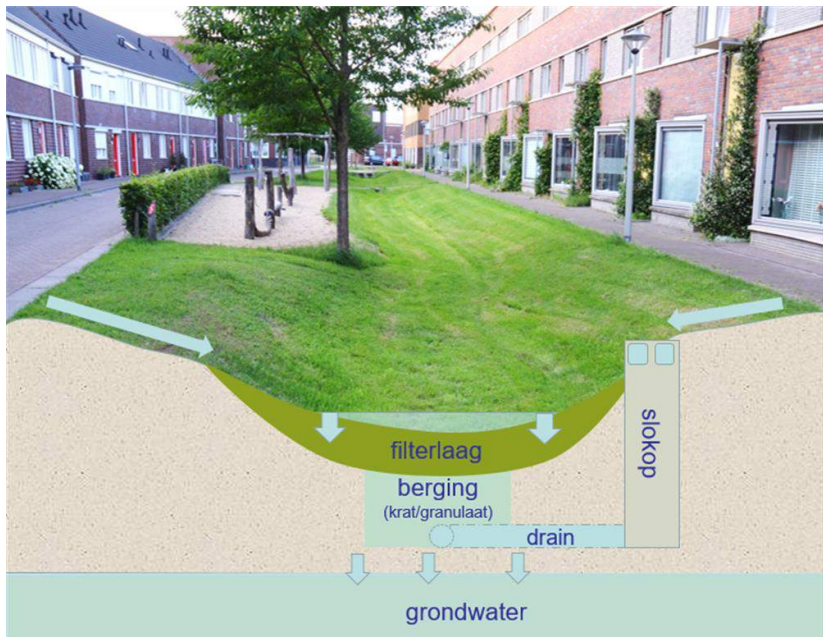 filterlaag
berging
(krat/granulaat)
slokop
drain
grondwater